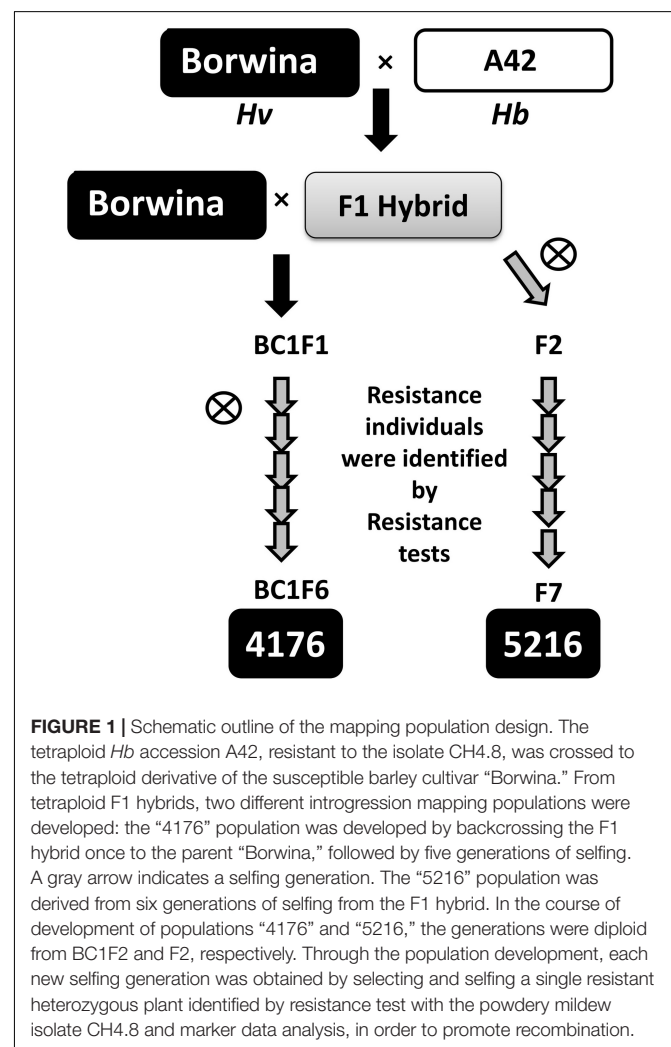 Borwina × A42
Hv Hb
Borwina × F1 Hybrid
BC1F1 F2
Resistance
individuals
were identified
by
Resistance
tests
BC1F6 F7
4176 5216
FIGURE 1 | Schematic outline of the mapping population design. The
tetraploid Hb accession A42, resistant to the isolate CH4.8, was crossed to
the tetraploid derivative of the susceptible barley cultivar “Borwina.” From
tetraploid F1 hybrids, two different introgression mapping populations were
developed: the “4176” population was developed by backcrossing the F1
hybrid once to the parent “Borwina,” followed by five generations of selfing.
A gray arrow indicates a selfing generation. The “5216” population was
derived from six generations of selfing from the F1 hybrid. In the course of
development of populations “4176” and “5216,” the generations were diploid
from BC1F2 and F2, respectively. Through the population development, each
new selfing generation was obtained by selecting and selfing a single resistant
heterozygous plant identified by resistance test with the powdery mildew
isolate CH4.8 and marker data analysis, in order to promote recombination.